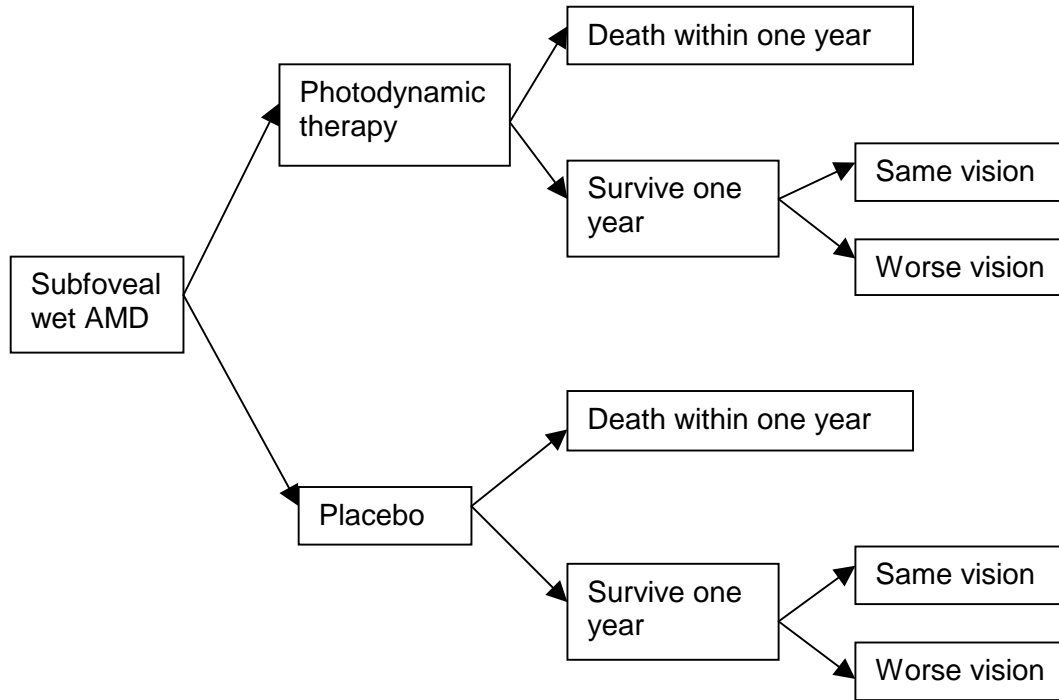 Death within one year
Photodynamic
therapy
Same vision
Survive one
year
Worse vision
Subfoveal
wet AMD
Death within one year
Placebo
Same vision
Survive one
year
Worse vision